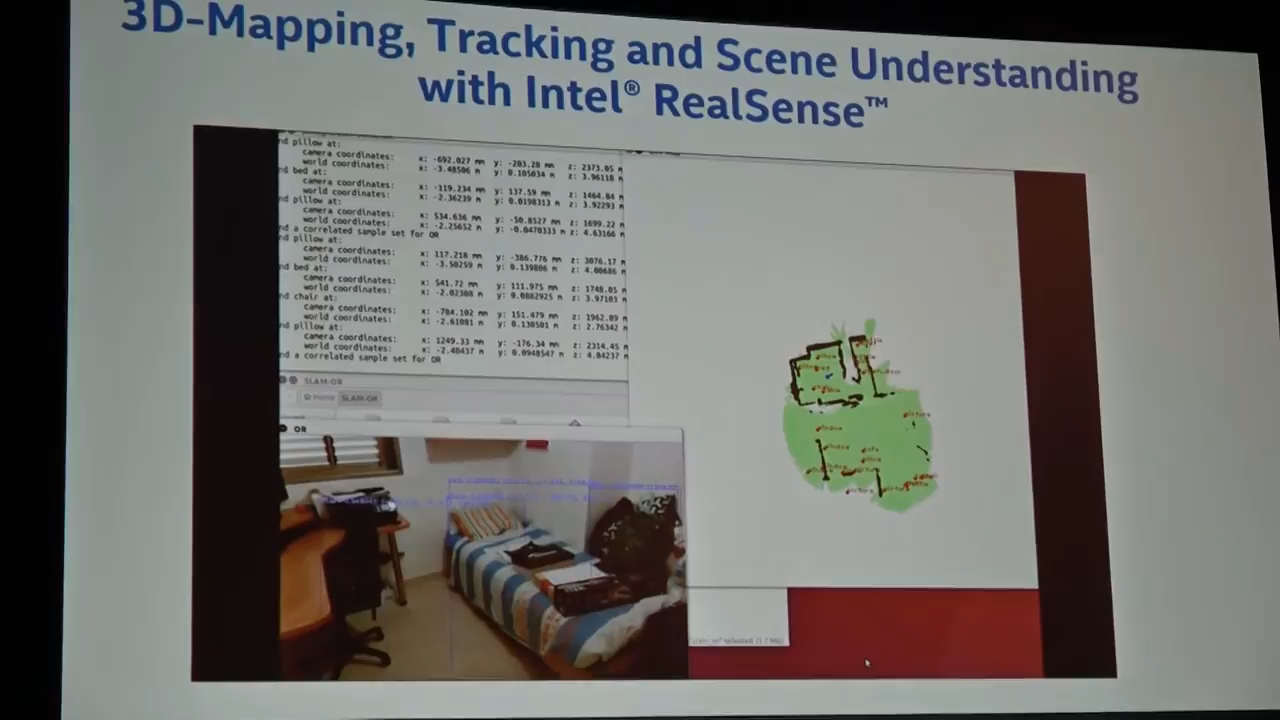 3D-Mapping, Tracking and Scene Understanding
with Intel® RealSense™
nd pillow at:
camera coordinates: x: -692.027 mm y: -203.28 mm z: 2373.05 m
world coordinates: x: -3.48506 m y: 0.105034 m z: 3.96118 m
nd bed at:
camera coordinates: x: -119.234 mm y: 137.59 mm z: 1464.84 m
world coordinates: x: -2.36239 m y: 0.0198313 m z: 3.92293 m
nd pillow at:
camera coordinates: x: 534.636 mm y: -50.8527 mm z: 1699.22 m
world coordinates: x: -2.25652 m y: -0.0470333 m z: 4.63166 m
nd a correlated sample set for OR
nd pillow at:
camera coordinates: x: 117.218 mm y: -386.776 mm z: 3076.17 m
world coordinates: x: -3.50259 m y: 0.139806 m z: 4.00686 m
nd bed at:
camera coordinates: x: 541.72 mm y: 111.975 mm z: 1748.05 m
world coordinates: x: -2.02308 m y: 0.0882925 m z: 3.97103 m
nd chair at:
camera coordinates: x: -784.102 mm y: 151.479 mm z: 1962.89 m
world coordinates: x: -2.61081 m y: 0.130501 m z: 2.76342 m
nd pillow at:
camera coordinates: x: 1249.33 mm y: -176.34 mm z: 2314.45 m
world coordinates: x: -2.40437 m y: 0.0948547 m z: 4.84237 m
nd a correlated sample set for OR
SLAM-OR
Home SLAM-OR
OR
picture
window
sofa
picture
selected (1.7 MB)